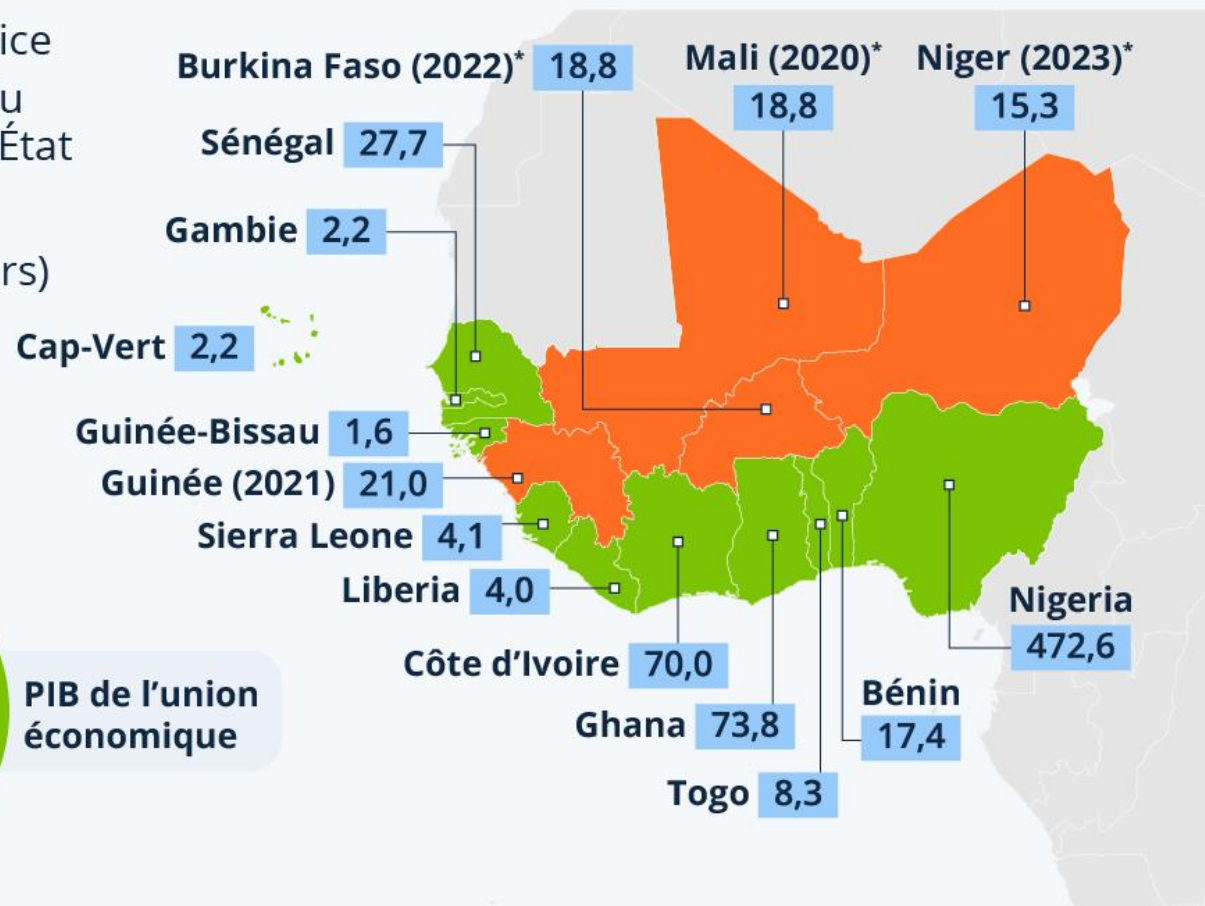 ice
u
État
rs)
Burkina Faso (2022)* 18,8
Mali (2020)*
18,8
Niger (2023)*
15,3
Sénégal 27,7
Gambie 2,2
Cap-Vert 2,2
Guinée-Bissau 1,6
Guinée (2021) 21,0
Sierra Leone 4,1
Liberia 4,0
Côte d’Ivoire 70,0
Ghana 73,8
Togo 8,3
Bénin
17,4
Nigeria
472,6
PIB de l’union
économique